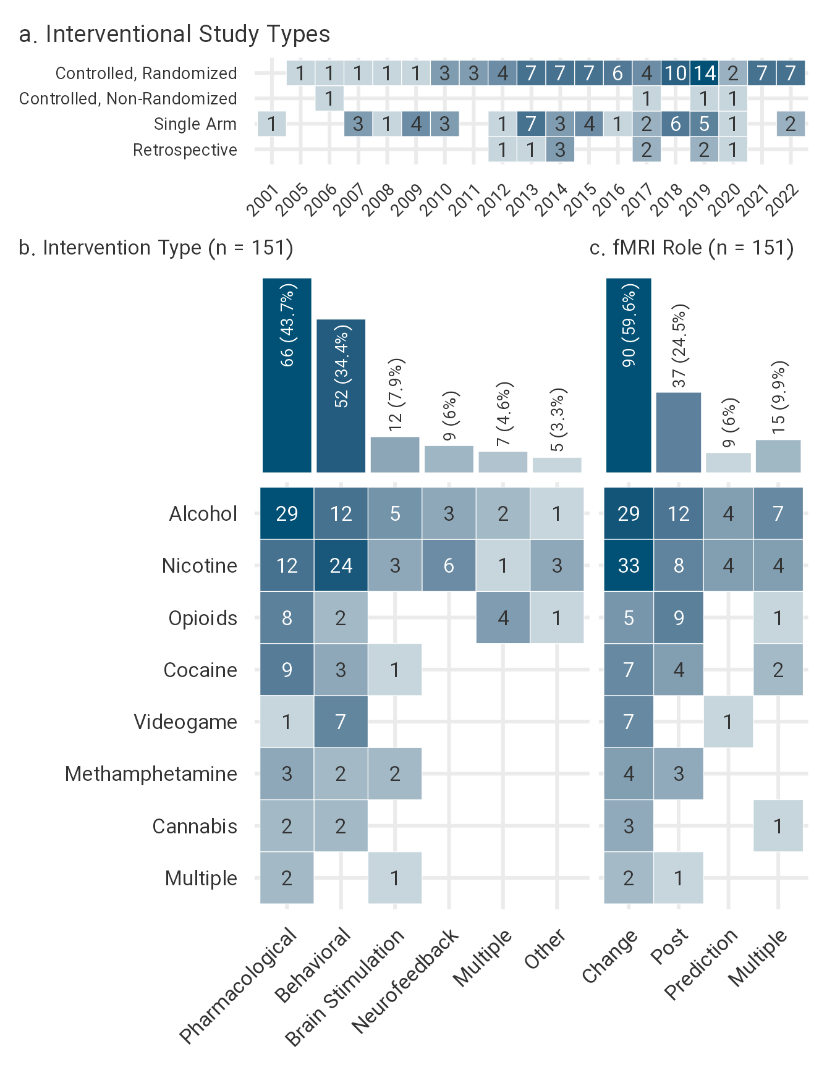 a. Interventional Study Types
Controlled, Randomized 1 1 1 1 1 3 3 4 7 7 7 6 4 10 14 2 7 7
Controlled, Non-Randomized 1 1 1 1
Single Arm 1 3 1 4 3 1 7 3 4 1 2 6 5 1 2
Retrospective 1 1 3 2 2 1
2001 2005 2006 2007 2008 2009 2010 2011 2012 2013 2014 2015 2016 2017 2018 2019 2020 2021 2022
b. Intervention Type (n = 151)
66 (43.7%)
52 (34.4%)
12 (7.9%)
9 (6%)
7 (4.6%)
5 (3.3%)
Alcohol 29 12 5 3 2 1
Nicotine 12 24 3 6 1 3
Opioids 8 2 4 1
Cocaine 9 3 1
Videogame 1 7
Methamphetamine 3 2 2
Cannabis 2 2
Multiple 2 1
Pharmacological
Behavioral
Brain Stimulation
Neurofeedback
Multiple
Other
c. fMRI Role (n = 151)
90 (59.6%)
37 (24.5%)
9 (6%)
15 (9.9%)
29 12 4 7
33 8 4 4
5 9 1
7 4 2
7 1
4 3
3 1
2 1
Change
Post
Prediction
Multiple